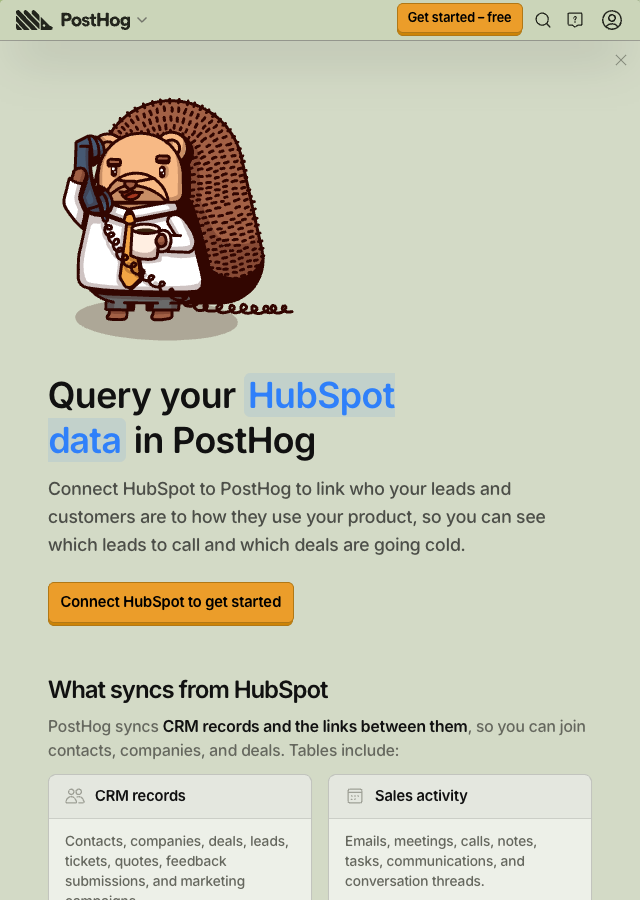 PostHog
Get started – free
Query your HubSpot
data in PostHog
Connect HubSpot to PostHog to link who your leads and
customers are to how they use your product, so you can see
which leads to call and which deals are going cold.
Connect HubSpot to get started
What syncs from HubSpot
PostHog syncs CRM records and the links between them, so you can join
contacts, companies, and deals. Tables include:
CRM records
Contacts, companies, deals, leads,
tickets, quotes, feedback
submissions, and marketing
campaigns
Sales activity
Emails, meetings, calls, notes,
tasks, communications, and
conversation threads.